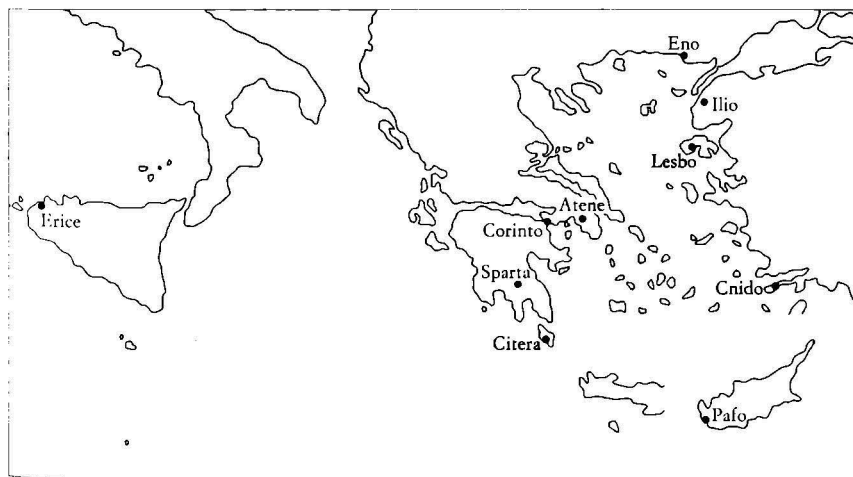 Eno
Ilio
Lesbo
Erice
Atene
Corinto
Sparta
Cnido
Citera
Pafo